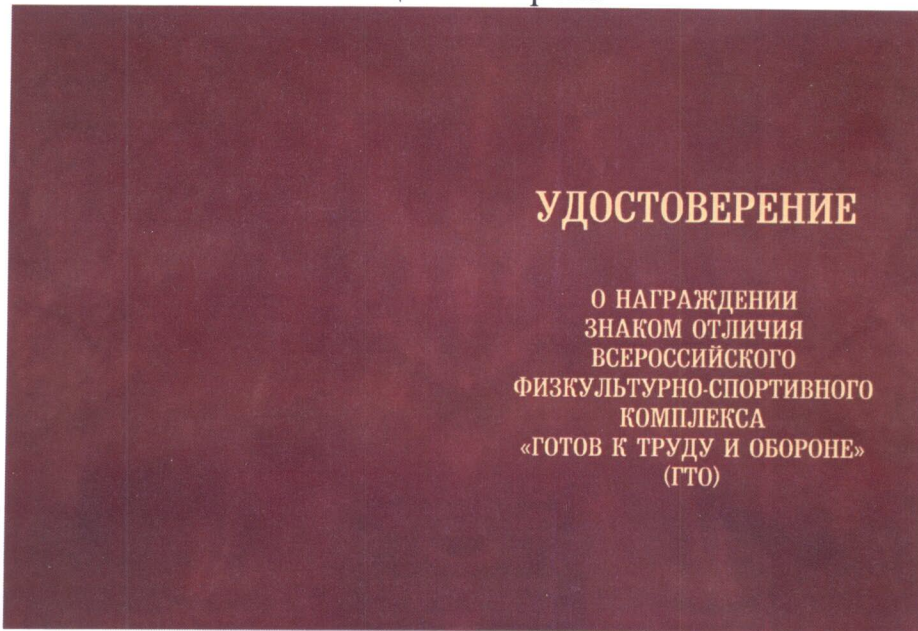 УДОСТОВЕРЕНИЕ
О НАГРАЖДЕНИИ
ЗНАКОМ ОТЛИЧИЯ
ВСЕРОССИЙСКОГО
ФИЗКУЛЬТУРНО-СПОРТИВНОГО
КОМПЛЕКСА
«ГОТОВ К ТРУДУ И ОБОРОНЕ»
(ГТО)